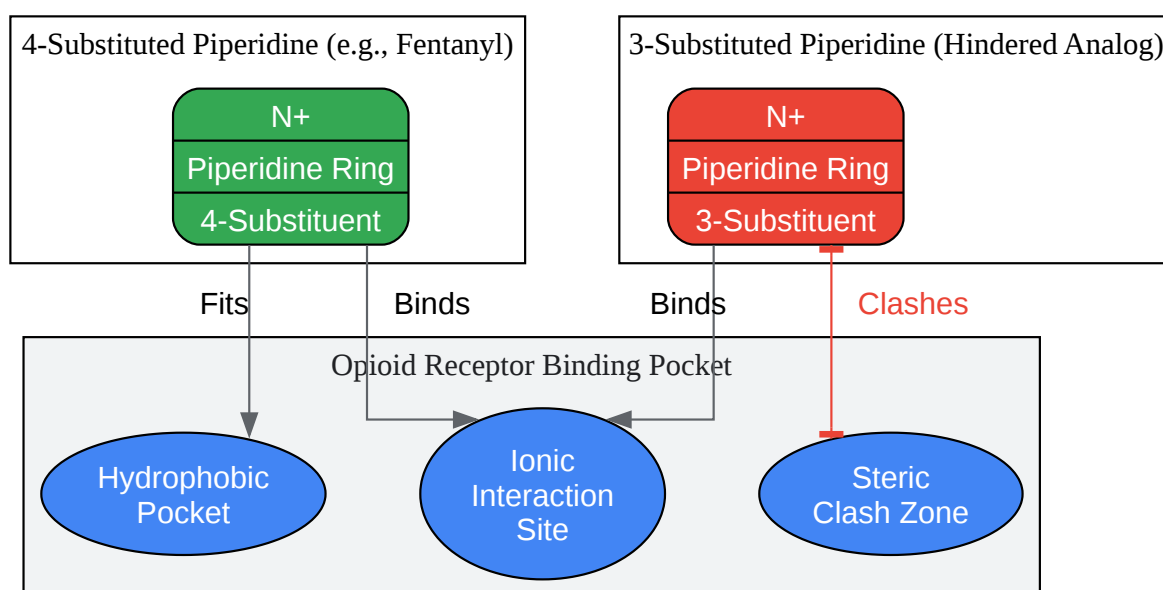 4-Substituted Piperidine (e.g., Fentanyl)
3-Substituted Piperidine (Hindered Analog)
N+
Piperidine Ring
4-Substituent
N+
Piperidine Ring
3-Substituent
Fits
Binds
Binds
Clashes
Opioid Receptor Binding Pocket
Hydrophobic
Pocket
Ionic
Interaction
Site
Steric
Clash Zone